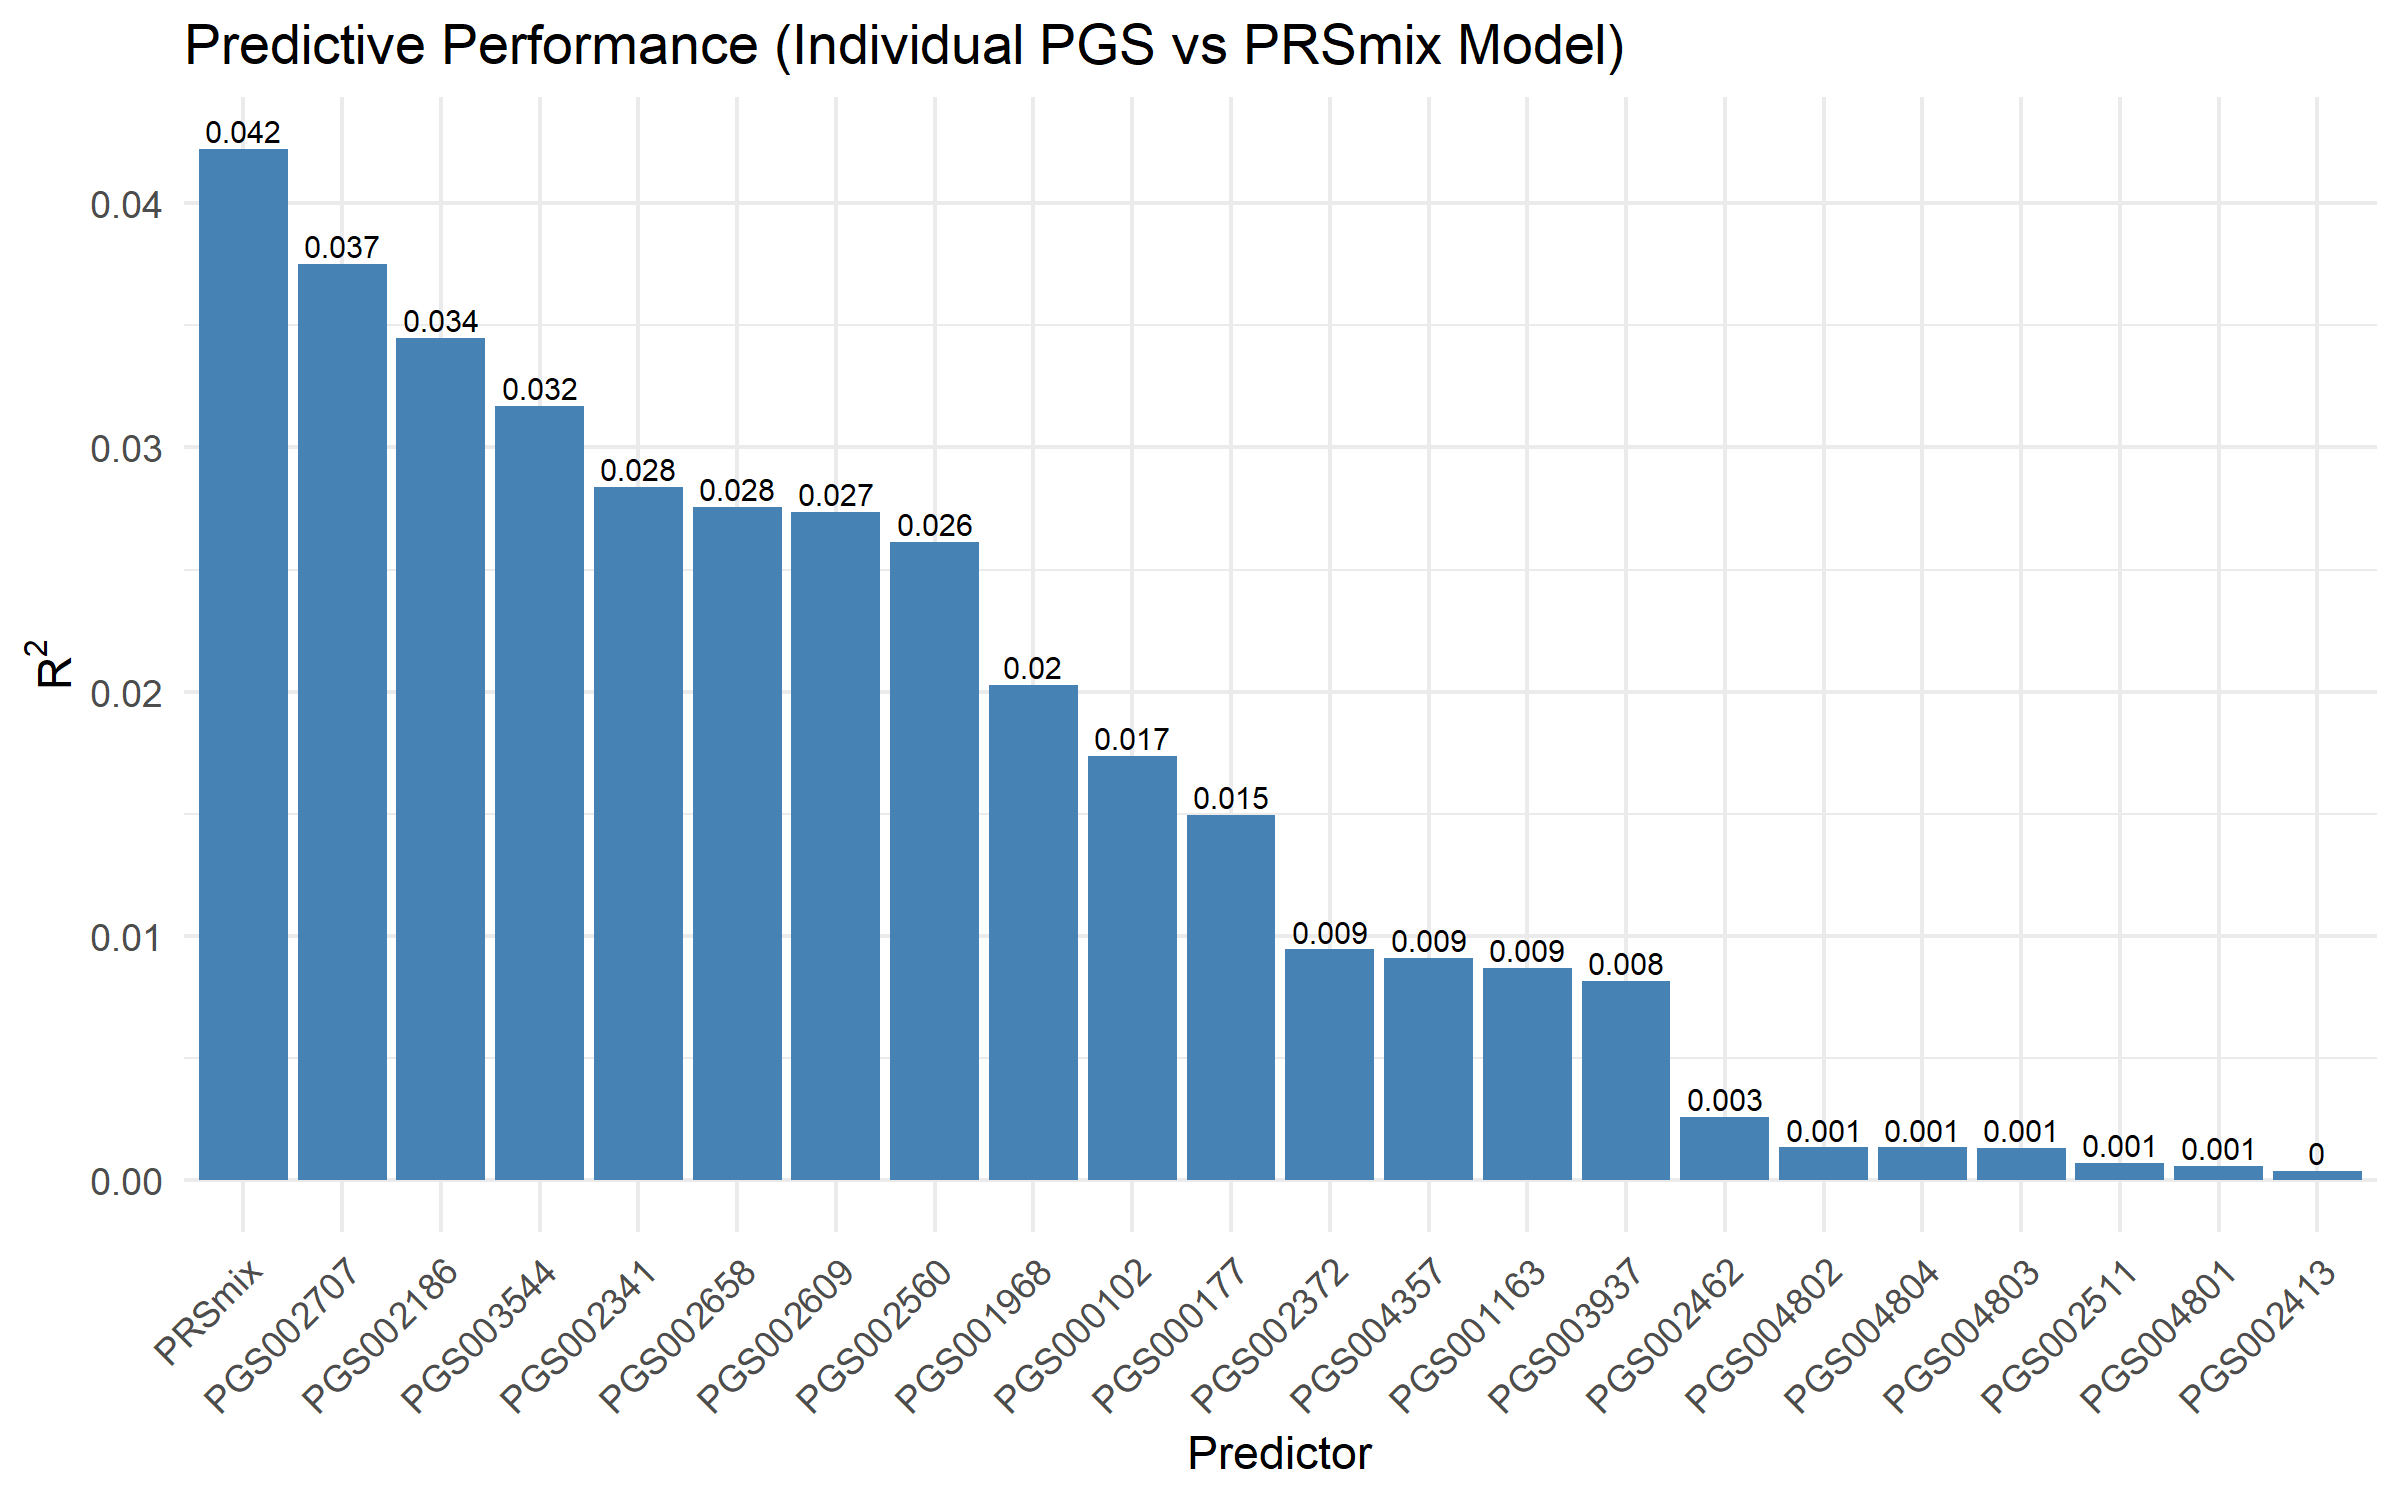 Predictive Performance (Individual PGS vs PRSmix Model)
0.042
0.037
0.034
0.032
0.028
0.028
0.027
0.026
0.02
0.017
0.015
0.009
0.009
0.009
0.008
0.003
0.001
0.001
0.001
0.001
0.001
0
0.04
0.03
0.02
0.01
0.00
R²
PRSmix
PGS002707
PGS002186
PGS003544
PGS002341
PGS002658
PGS002609
PGS002560
PGS001968
PGS000102
PGS000177
PGS002372
PGS004357
PGS001163
PGS003937
PGS002462
PGS004802
PGS004804
PGS004803
PGS002511
PGS004801
PGS002413
Predictor